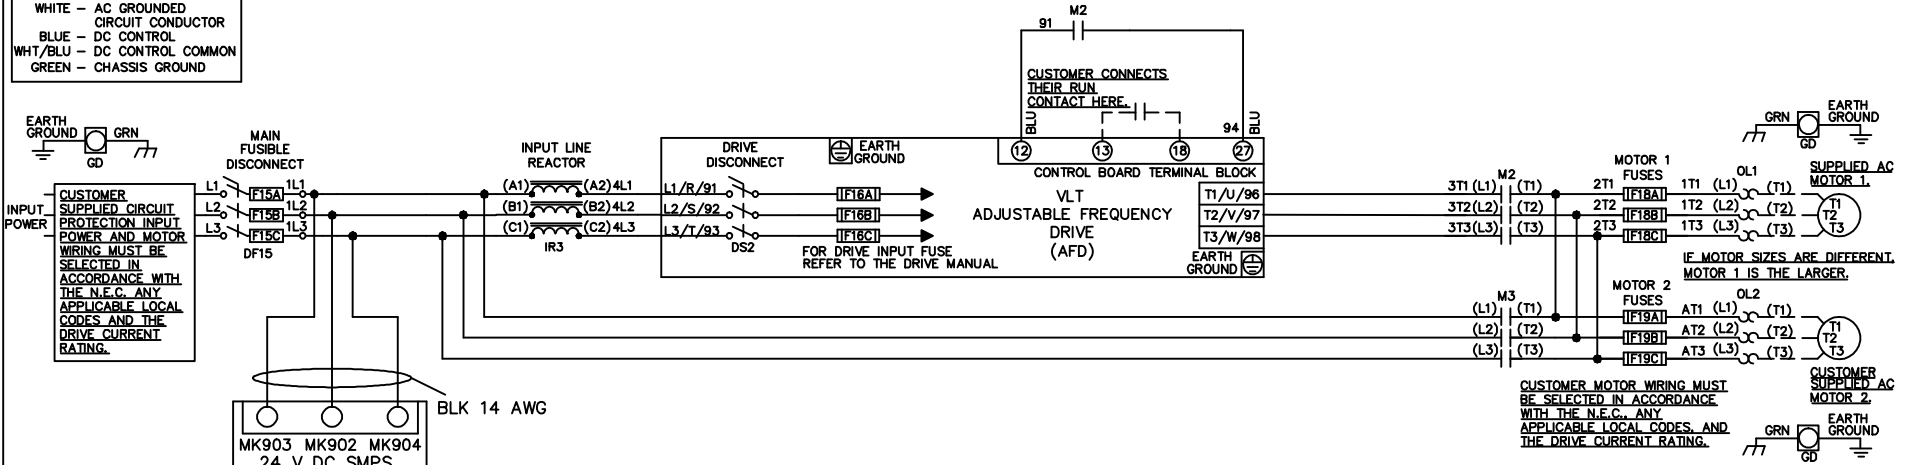 WHITE – AC GROUNDED
CIRCUIT CONDUCTOR
BLUE – DC CONTROL
WHT/BLU – DC CONTROL COMMON
GREEN – CHASSIS GROUND
EARTH
GROUND
GRN
GD
MAIN
FUSIBLE
DISCONNECT
INPUT
POWER
CUSTOMER
SUPPLIED CIRCUIT
PROTECTION INPUT
POWER AND MOTOR
WIRING MUST BE
SELECTED IN
ACCORDANCE WITH
THE N.E.C. ANY
APPLICABLE LOCAL
CODES AND THE
DRIVE CURRENT
RATING.
L1 F15A 1L1
L2 F15B 1L2
L3 F15C 1L3
DF15
INPUT LINE
REACTOR
(A1) (A2) 4L1
(B1) (B2) 4L2
(C1) (C2) 4L3
IR3
MK903 MK902 MK904
24 V DC SMPS
BLK 14 AWG
DRIVE
DISCONNECT
L1/R/91
L2/S/92
L3/T/93
DS2
EARTH
GROUND
F16A
F16B
F16C
FOR DRIVE INPUT FUSE
REFER TO THE DRIVE MANUAL
M2
91
CUSTOMER CONNECTS
THEIR RUN
CONTACT HERE.
BLU
94
BLU
12 13 18 27
CONTROL BOARD TERMINAL BLOCK
VLT
ADJUSTABLE FREQUENCY
DRIVE
(AFD)
T1/U/96
T2/V/97
T3/W/98
EARTH
GROUND
M2
3T1 (L1) (T1)
3T2 (L2) (T2)
3T3 (L3) (T3)
M3
(L1) (T1)
(L2) (T2)
(L3) (T3)
MOTOR 1
FUSES
2T1 F18A 1T1 (L1)
2T2 F18B 1T2 (L2)
2T3 F18C 1T3 (L3)
OL1
(T1)
(T2)
(T3)
T1
T2
T3
GRN
EARTH
GROUND
GD
SUPPLIED AC
MOTOR 1.
IF MOTOR SIZES ARE DIFFERENT,
MOTOR 1 IS THE LARGER.
MOTOR 2
FUSES
F19A AT1 (L1)
F19B AT2 (L2)
F19C AT3 (L3)
OL2
(T1)
(T2)
(T3)
T1
T2
T3
CUSTOMER
SUPPLIED AC
MOTOR 2.
CUSTOMER MOTOR WIRING MUST
BE SELECTED IN ACCORDANCE
WITH THE N.E.C., ANY
APPLICABLE LOCAL CODES, AND
THE DRIVE CURRENT RATING.
GRN
EARTH
GROUND
GD